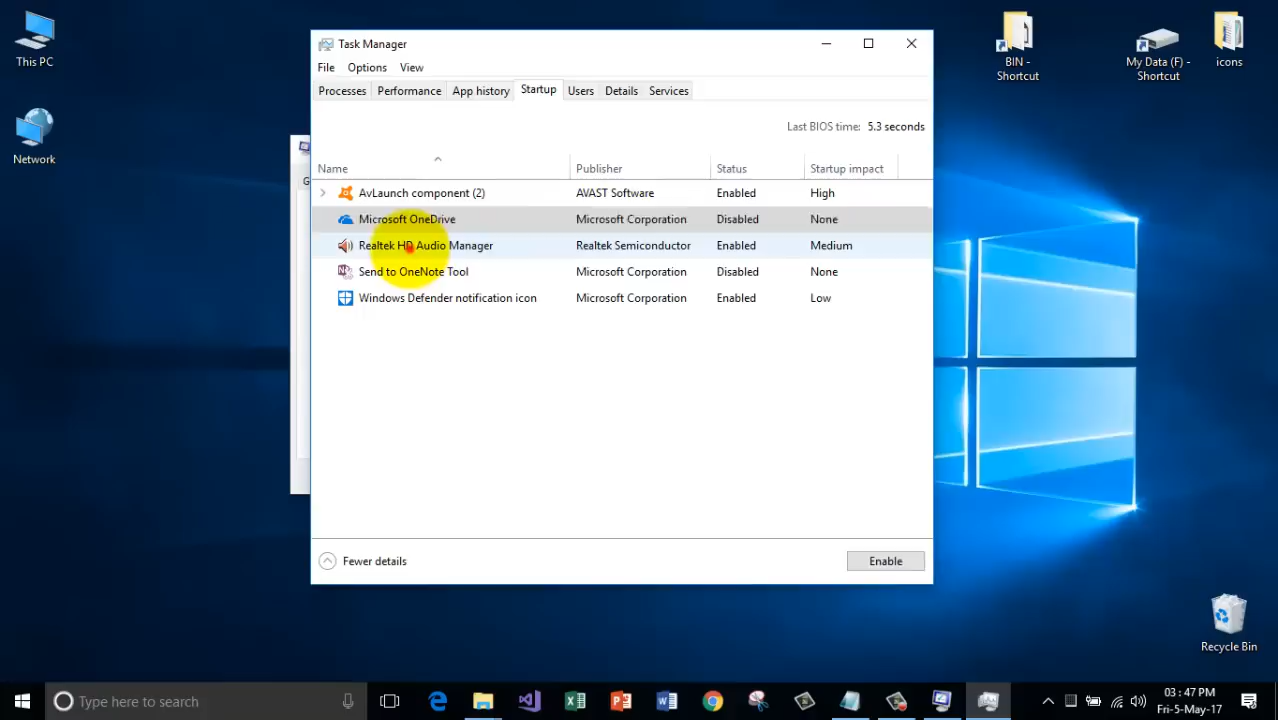 This PC
Network
BIN -
Shortcut
My Data (F) -
Shortcut
icons
Task Manager
File Options View
Processes Performance App history Startup Users Details Services
Last BIOS time: 5.3 seconds
Name Publisher Status Startup impact
AvLaunch component (2) AVAST Software Enabled High
Microsoft OneDrive Microsoft Corporation Disabled None
Realtek HD Audio Manager Realtek Semiconductor Enabled Medium
Send to OneNote Tool Microsoft Corporation Disabled None
Windows Defender notification icon Microsoft Corporation Enabled Low
Fewer details Enable
G
Recycle Bin
Type here to search
03 : 47 PM
Fri-5-May-17